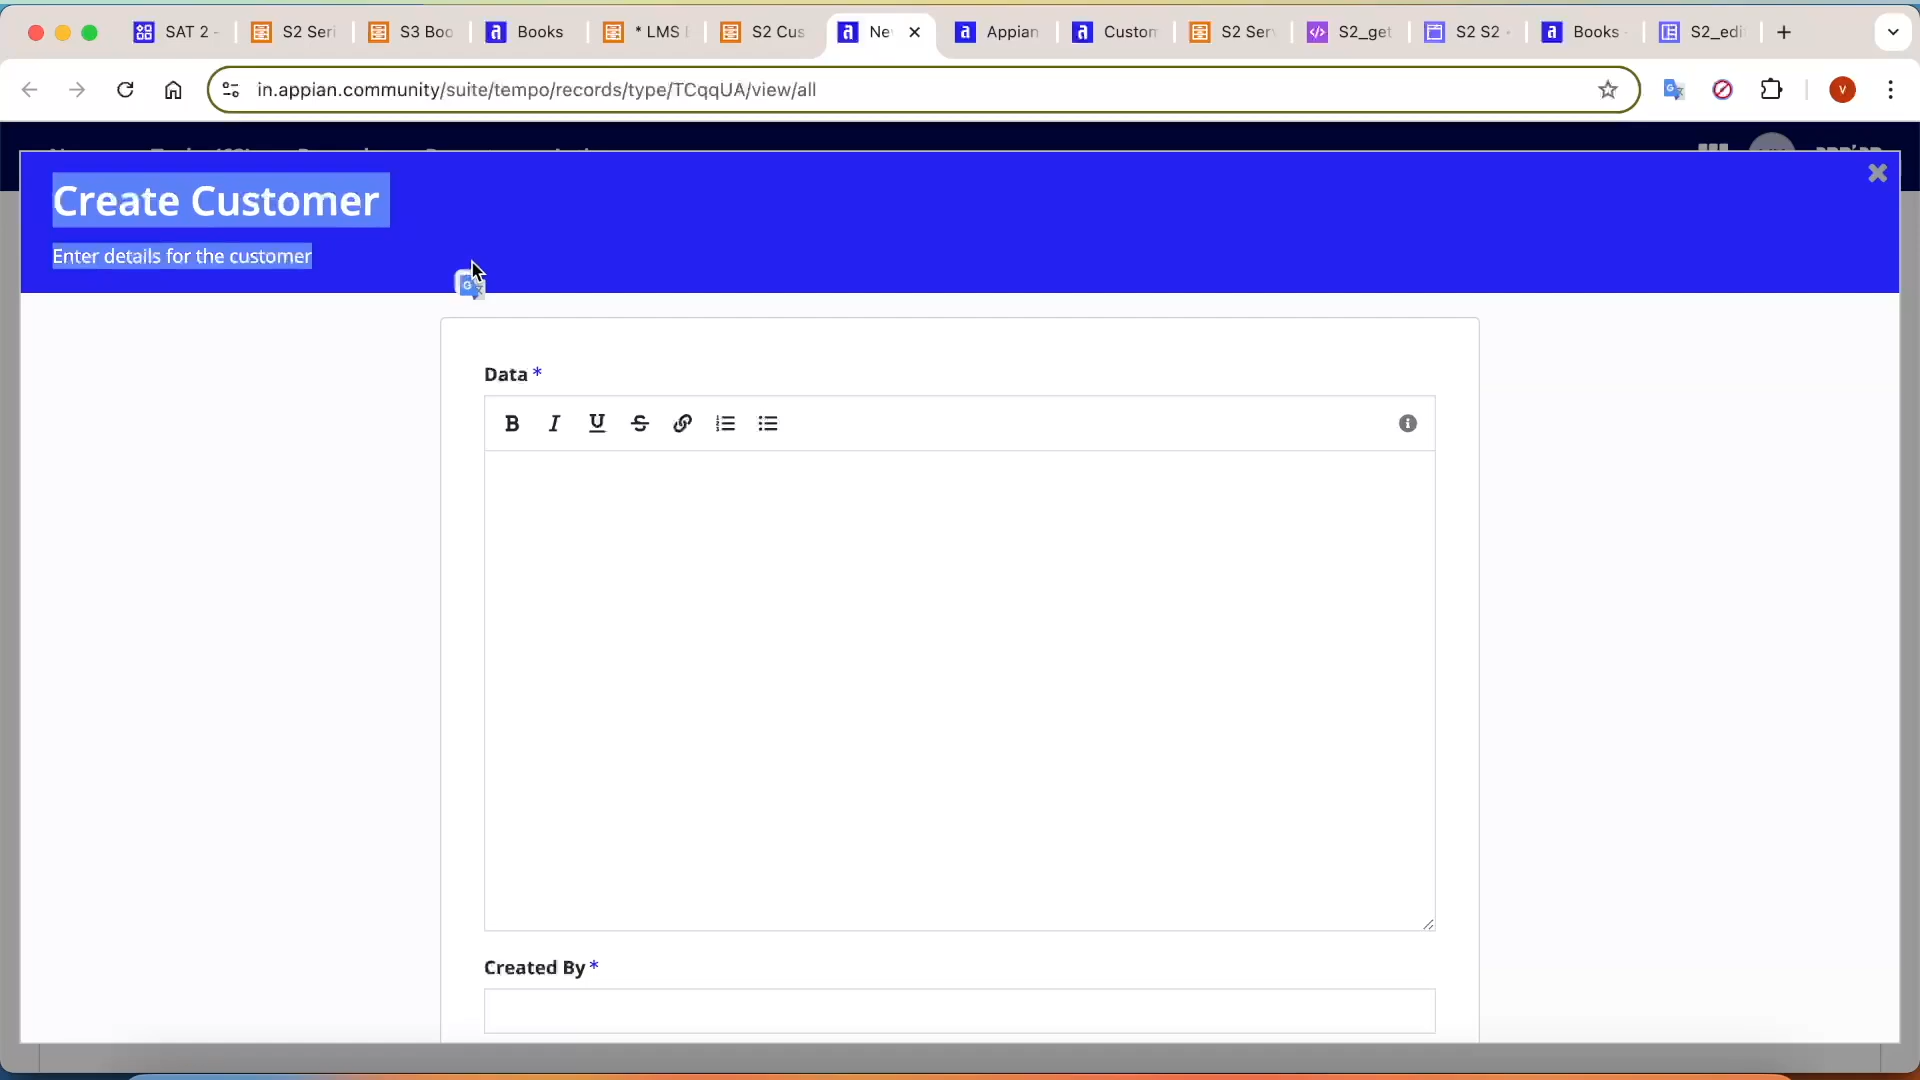 SAT 2 -
S2 Seri
S3 Boo
Books
* LMS
S2 Cus
Ne
Appian
Custom
S2 Ser
S2_get
S2 S2 -
Books -
S2_edi
in.appian.community/suite/tempo/records/type/TCqqUA/view/all
V
Create Customer
Enter details for the customer
Data *
B I U S
Created By *